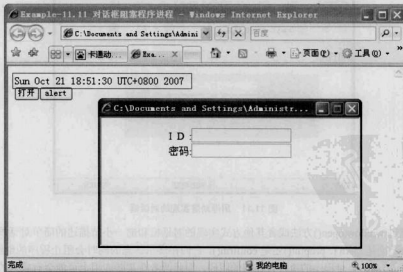 Example-11.11 对话框阻塞程序进程 - Windows Internet Explorer
C:\Documents and Settings\Admini
百度
卡通动...
Exa...
页面(P)
工具(O)
Sun Oct 21 18:51:30 UTC+0800 2007
打开 alert
C:\Documents and Settings\Administr...
I D:
密码:
完成
我的电脑
100%